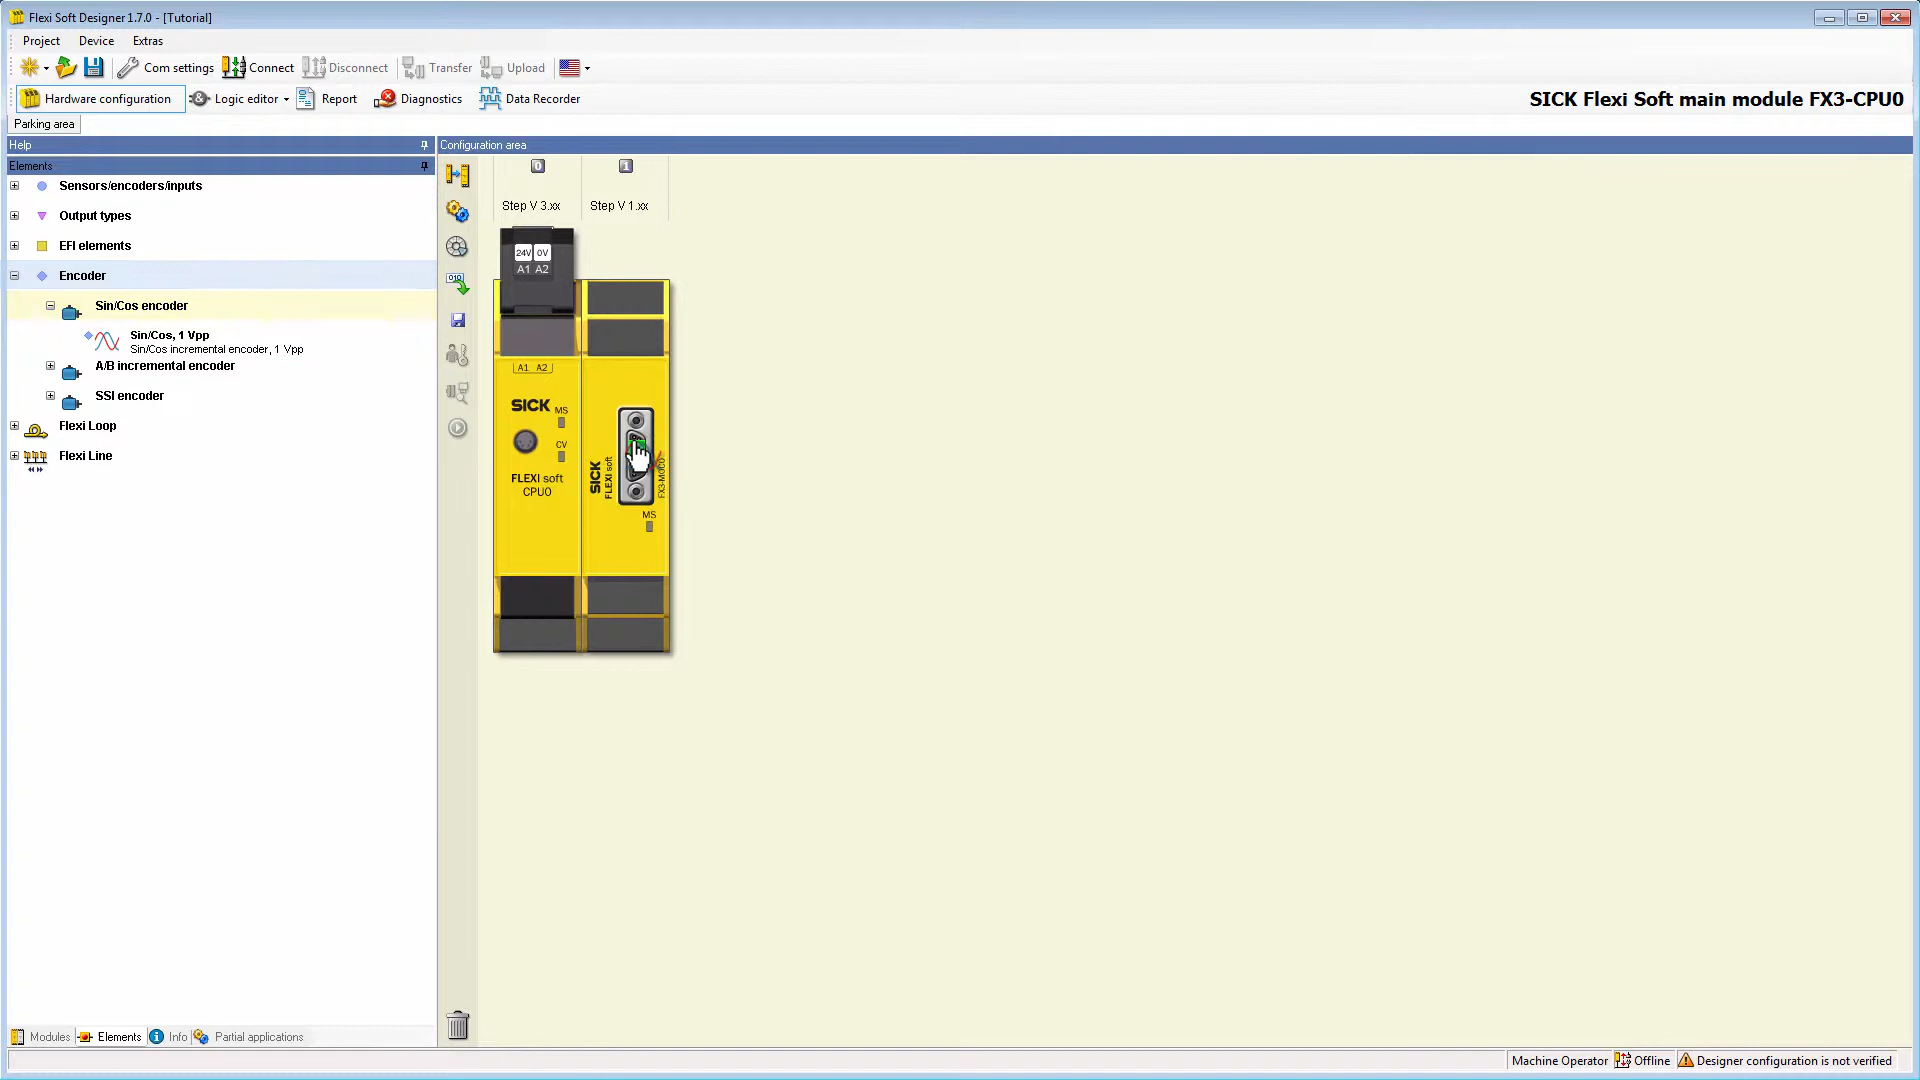 Flexi Soft Designer 1.7.0 - [Tutorial]
Project Device Extras
Com settings Connect Disconnect Transfer Upload
Hardware configuration Logic editor Report Diagnostics Data Recorder SICK Flexi Soft main module FX3-CPU0
Parking area
Help
Configuration area
Elements
0 1
Sensors/encoders/inputs
Step V 3.xx Step V 1.xx
Output types
EFI elements
24V 0V
A1 A2
Encoder
Sin/Cos encoder
Sin/Cos, 1 Vpp
Sin/Cos incremental encoder, 1 Vpp
A/B incremental encoder
A1 A2
SSI encoder
SICK MS
Flexi Loop
CV
Flexi Line
FLEXI soft
CPU0
SICK
FLEXI soft
FX3-MOC0
MS
Modules Elements Info Partial applications
Machine Operator Offline Designer configuration is not verified